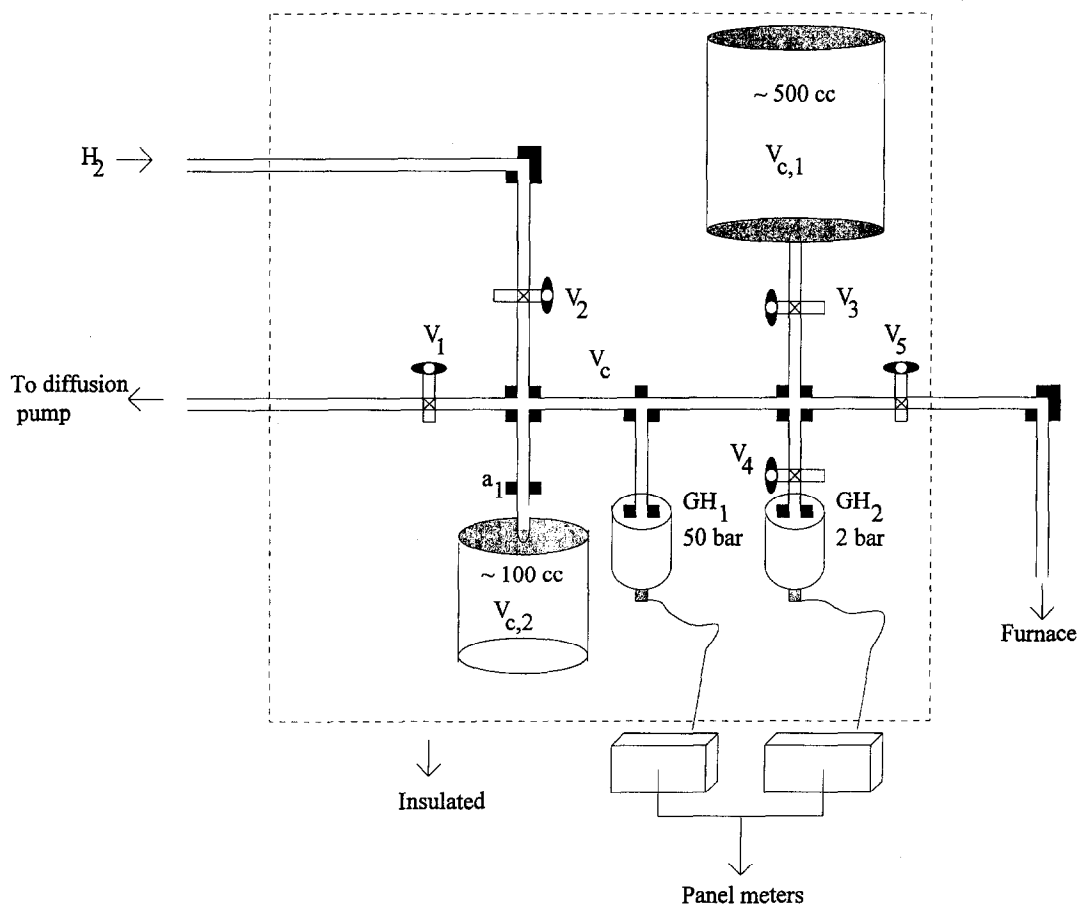 ~ 500 cc
V_c,1
H_2
V_2
V_3
V_1
V_c
V_5
To diffusion
pump
V_4
a_1
GH_1
50 bar
GH_2
2 bar
~ 100 cc
V_c,2
Furnace
Insulated
Panel meters